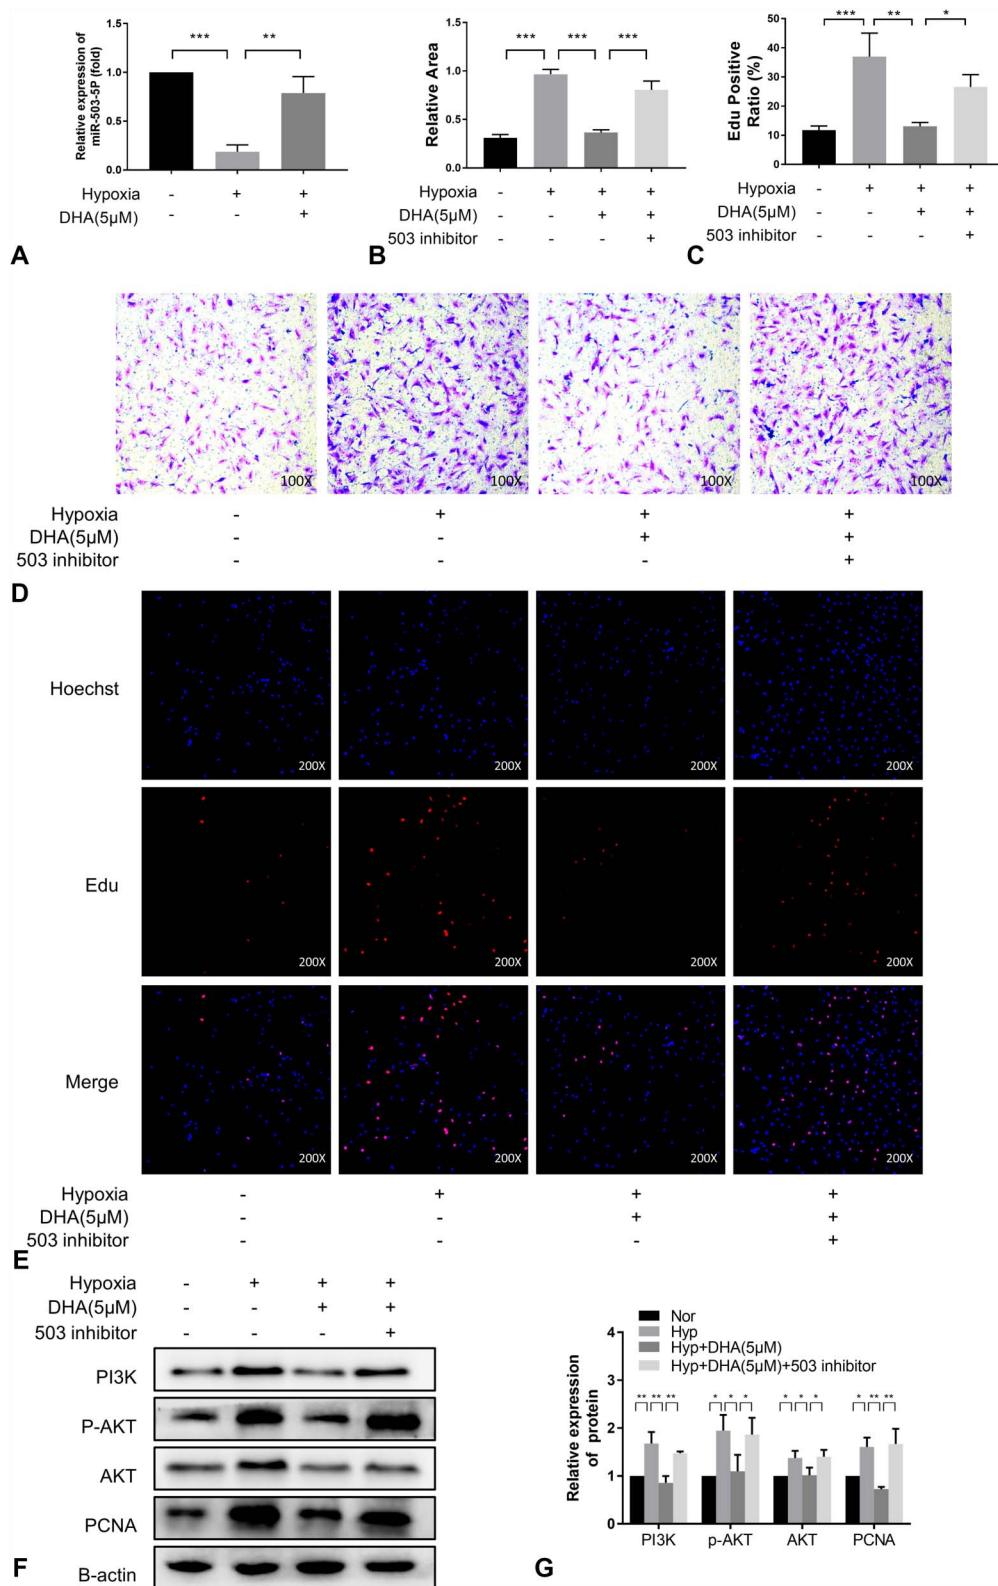 Relative expression of
miR-503-5P (fold)
1.5
1.0
0.5
0.0
***
**
Hypoxia - + +
DHA(5μM) - - +
A
Relative Area
1.5
1.0
0.5
0.0
*** *** ***
Hypoxia - + + +
DHA(5μM) - - + +
503 inhibitor - - - +
B
Edu Positive
Ratio (%)
50
40
30
20
10
0
*** ** *
Hypoxia - + + +
DHA(5μM) - - + +
503 inhibitor - - - +
C
100X 100X 100X 100X
Hypoxia - + + +
DHA(5μM) - - + +
503 inhibitor - - - +
D
Hoechst
200X 200X 200X 200X
Edu
200X 200X 200X 200X
Merge
200X 200X 200X 200X
Hypoxia - + + +
DHA(5μM) - - + +
503 inhibitor - - - +
E
Hypoxia - + + +
DHA(5μM) - - + +
503 inhibitor - - - +
PI3K
P-AKT
AKT
PCNA
B-actin
F
Nor
Hyp
Hyp+DHA(5μM)
Hyp+DHA(5μM)+503 inhibitor
Relative expression
of protein
4
3
2
1
0
** ** ** * * * * * * * ** **
PI3K p-AKT AKT PCNA
G